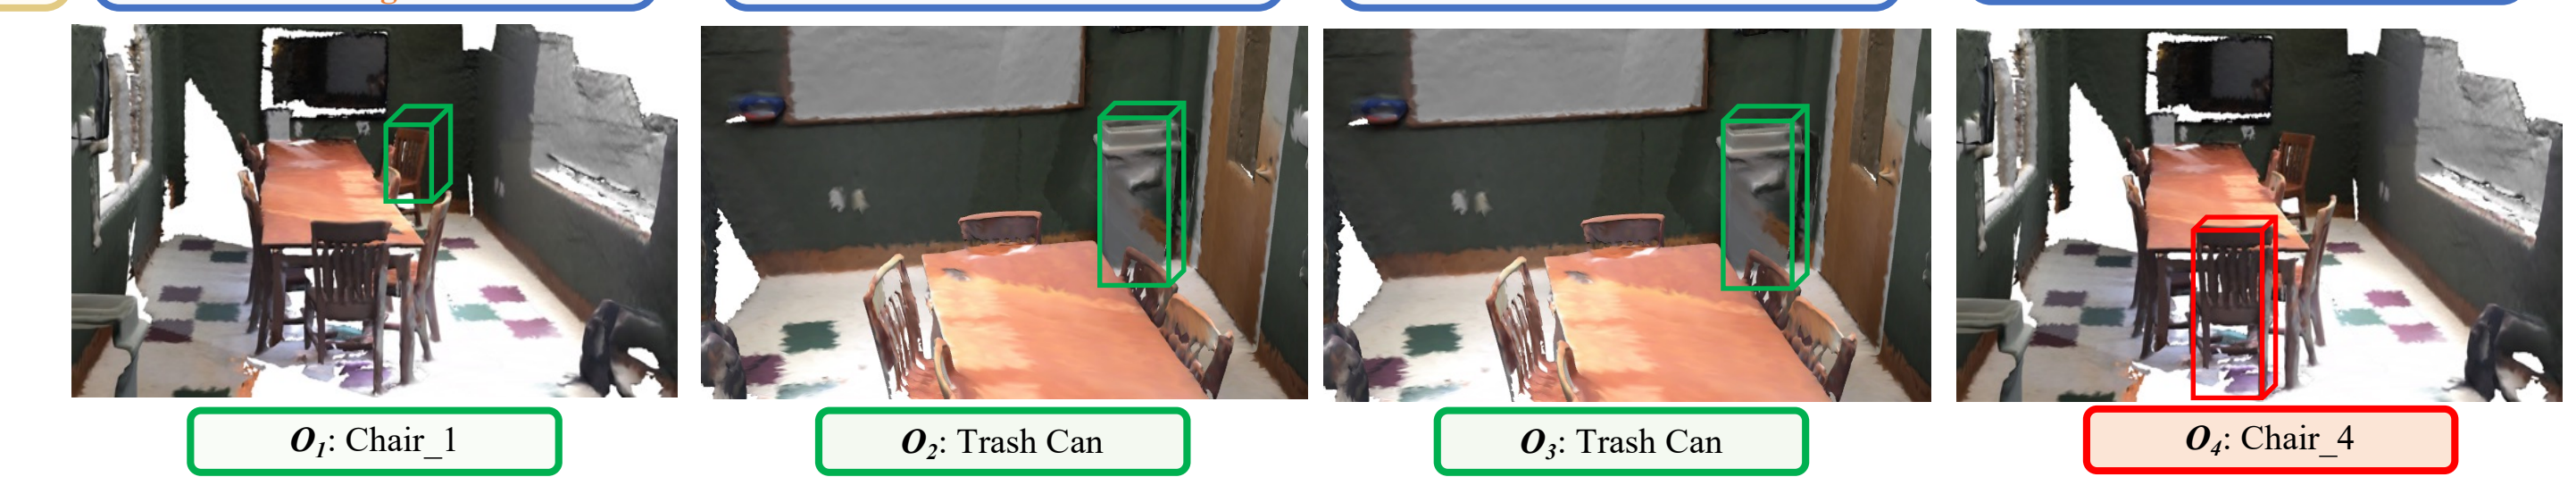 O1: Chair_1
O2: Trash Can
O3: Trash Can
O4: Chair_4